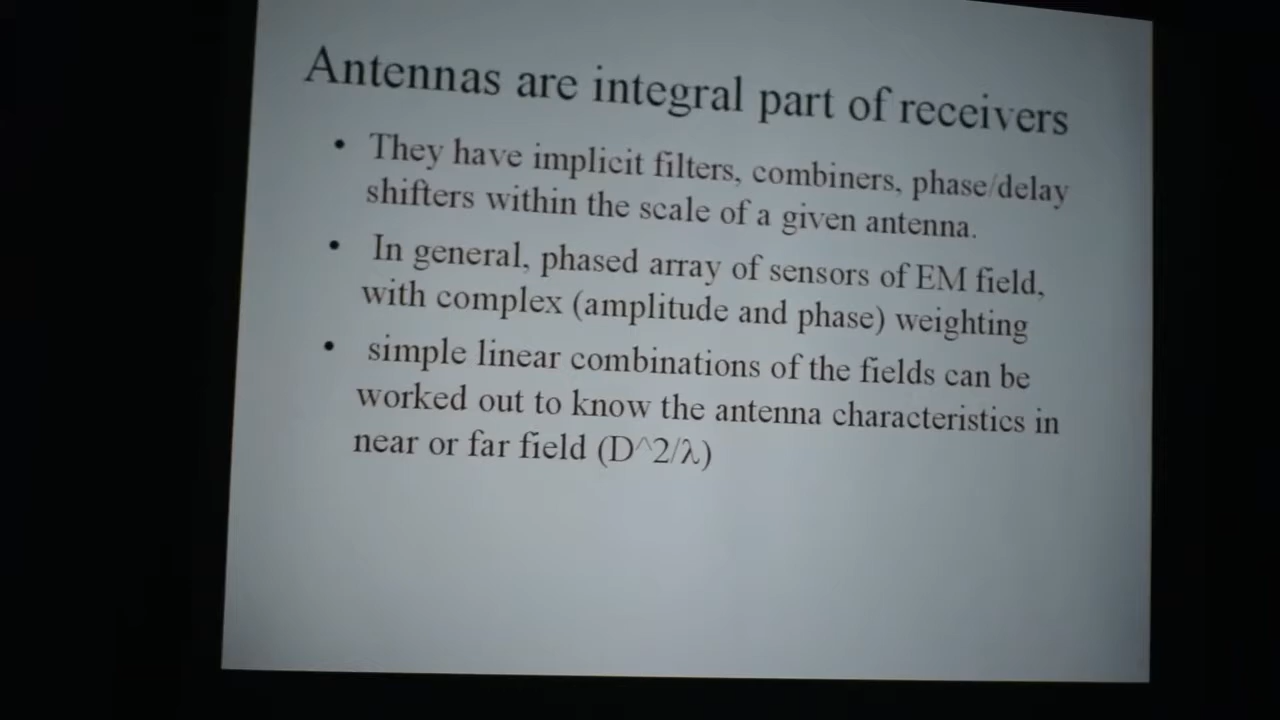 Antennas are integral part of receivers
• They have implicit filters, combiners, phase/delay
shifters within the scale of a given antenna.
• In general, phased array of sensors of EM field,
with complex (amplitude and phase) weighting
• simple linear combinations of the fields can be
worked out to know the antenna characteristics in
near or far field (D^2/λ)